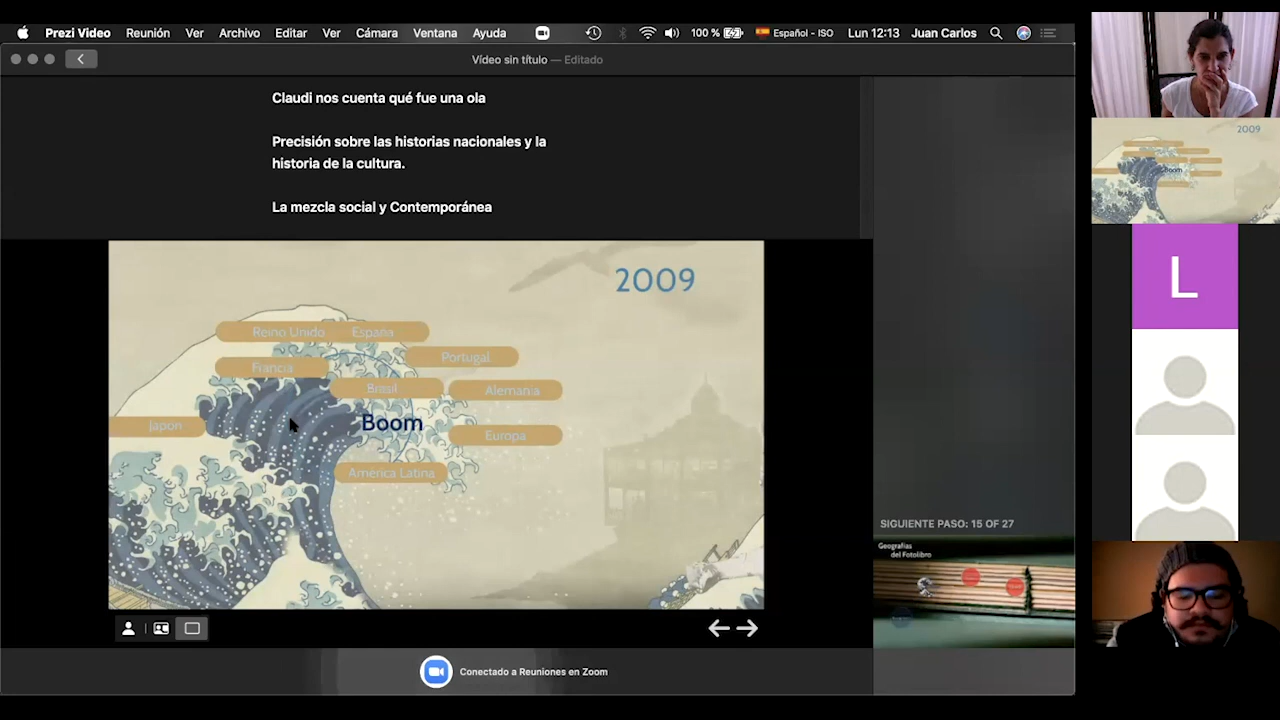 Prezi Video Reunión Ver Archivo Editar Ver Cámara Ventana Ayuda 100 % Español - ISO Lun 12:13 Juan Carlos
Vídeo sin título — Editado
Claudi nos cuenta qué fue una ola
Precisión sobre las historias nacionales y la
historia de la cultura.
La mezcla social y Contemporánea
2009
Reino Unido España
Portugal
Francia
Brasil Alemania
Boom
Japon
Europa
América Latina
SIGUIENTE PASO: 15 OF 27
Geografías
del Fotolibro
Conectado a Reuniones en Zoom
2009
Boom
L